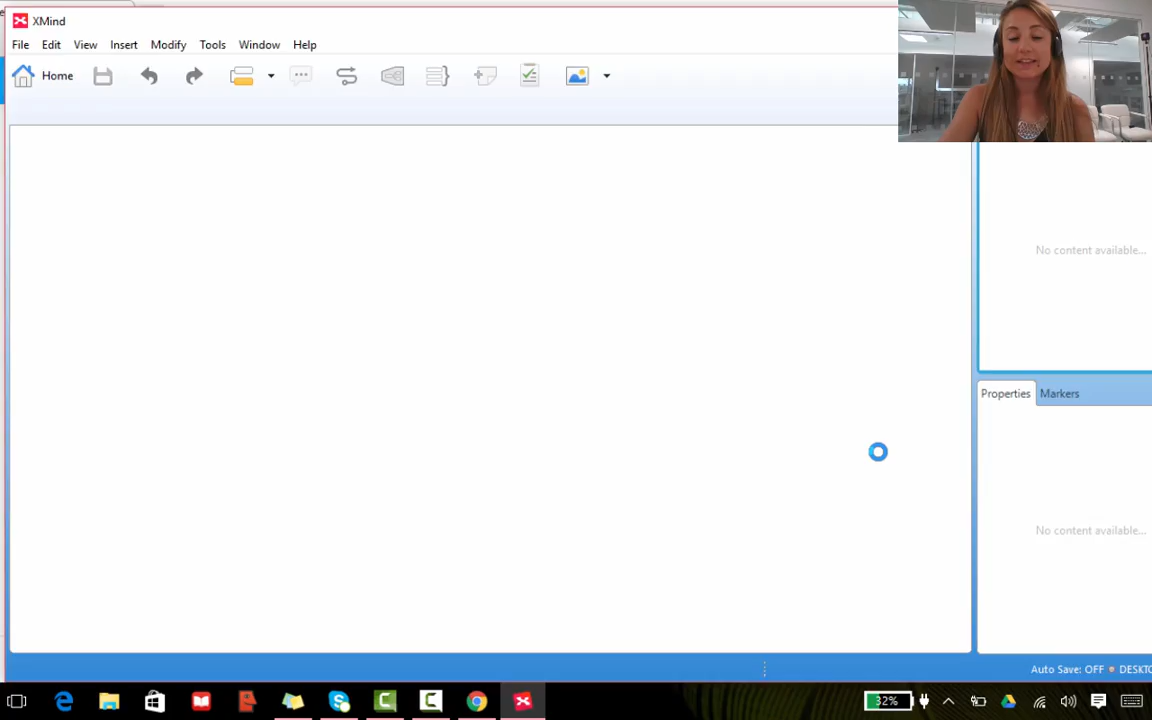 XMind
File Edit View Insert Modify Tools Window Help
Home
No content available...
Properties Markers
No content available...
Auto Save: OFF DESKTO
32%